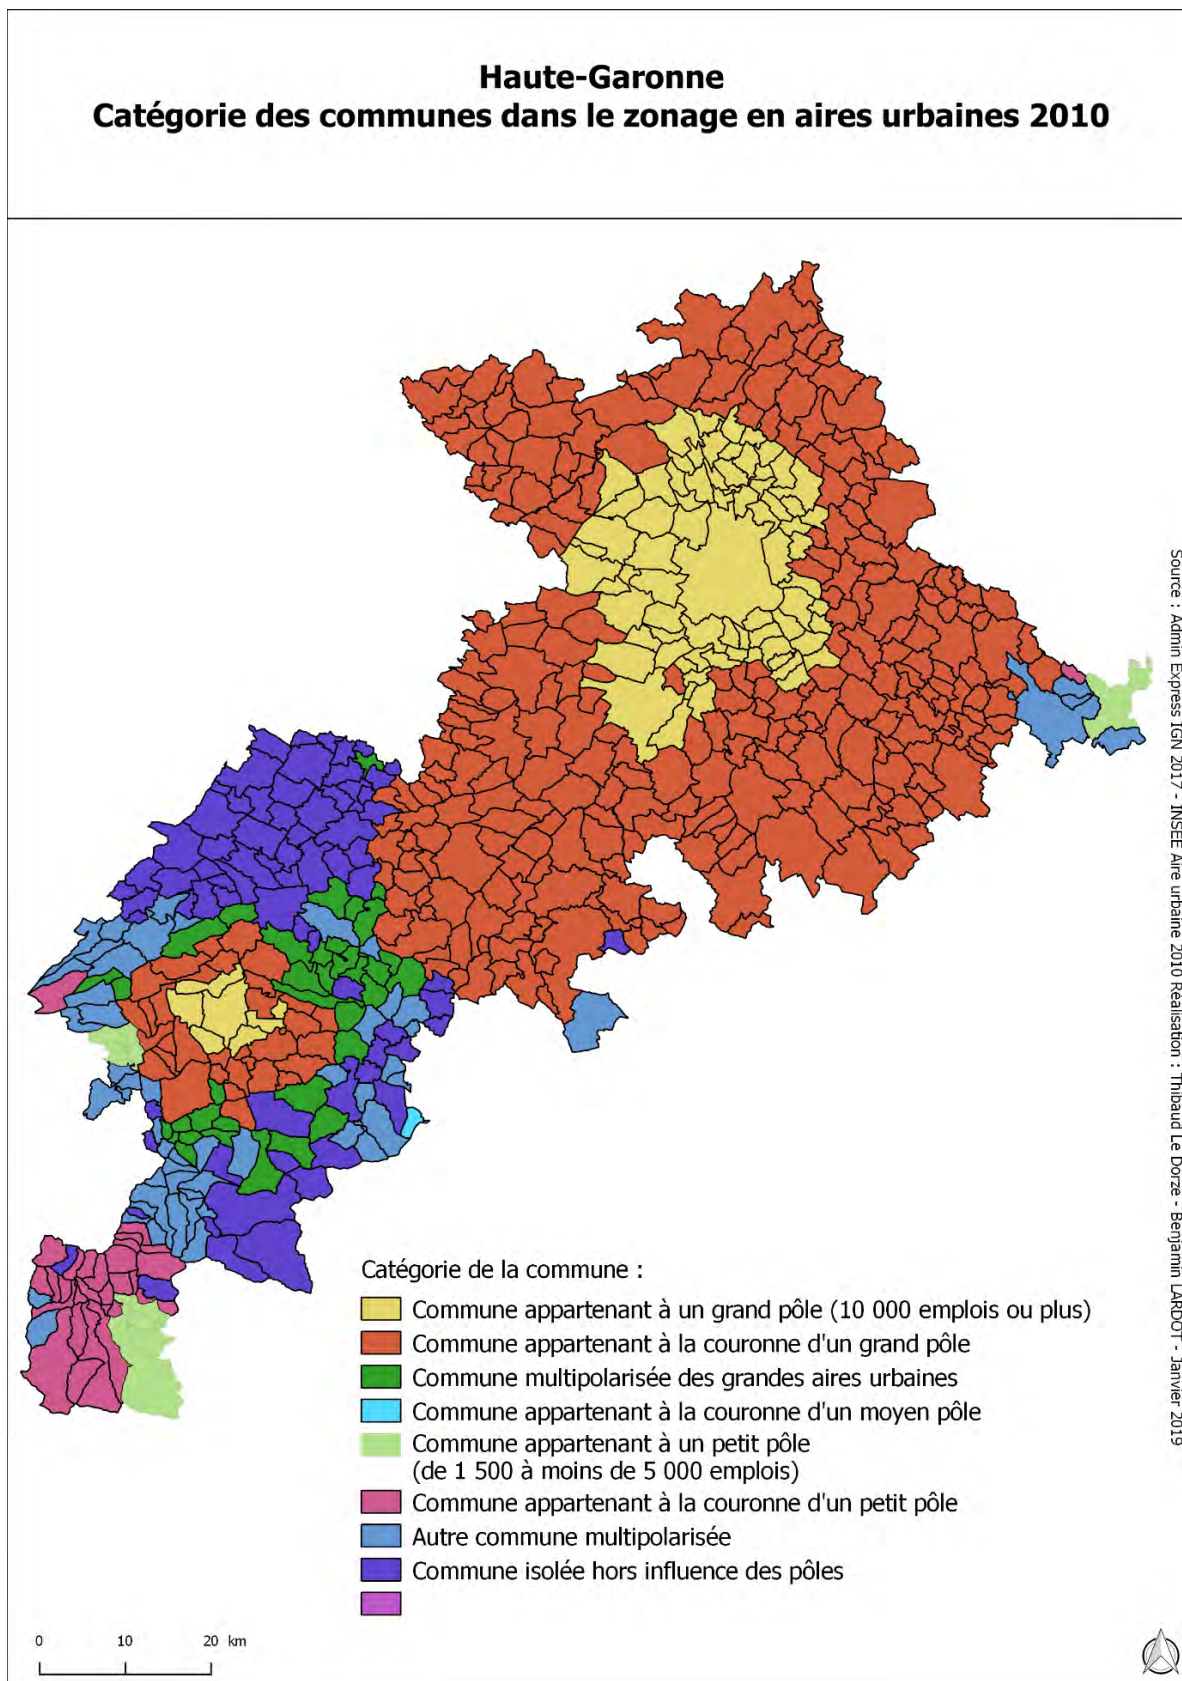 Haute-Garonne
Catégorie des communes dans le zonage en aires urbaines 2010
Source : Admin Express IGN 2017 - INSEE Aire urbaine 2010 Réalisation : Thibaud Le Dorze - Benjamin LARDOT - Janvier 2019
Catégorie de la commune :
Commune appartenant à un grand pôle (10 000 emplois ou plus)
Commune appartenant à la couronne d'un grand pôle
Commune multipolarisée des grandes aires urbaines
Commune appartenant à la couronne d'un moyen pôle
Commune appartenant à un petit pôle
(de 1 500 à moins de 5 000 emplois)
Commune appartenant à la couronne d'un petit pôle
Autre commune multipolarisée
Commune isolée hors influence des pôles
0 10 20 km